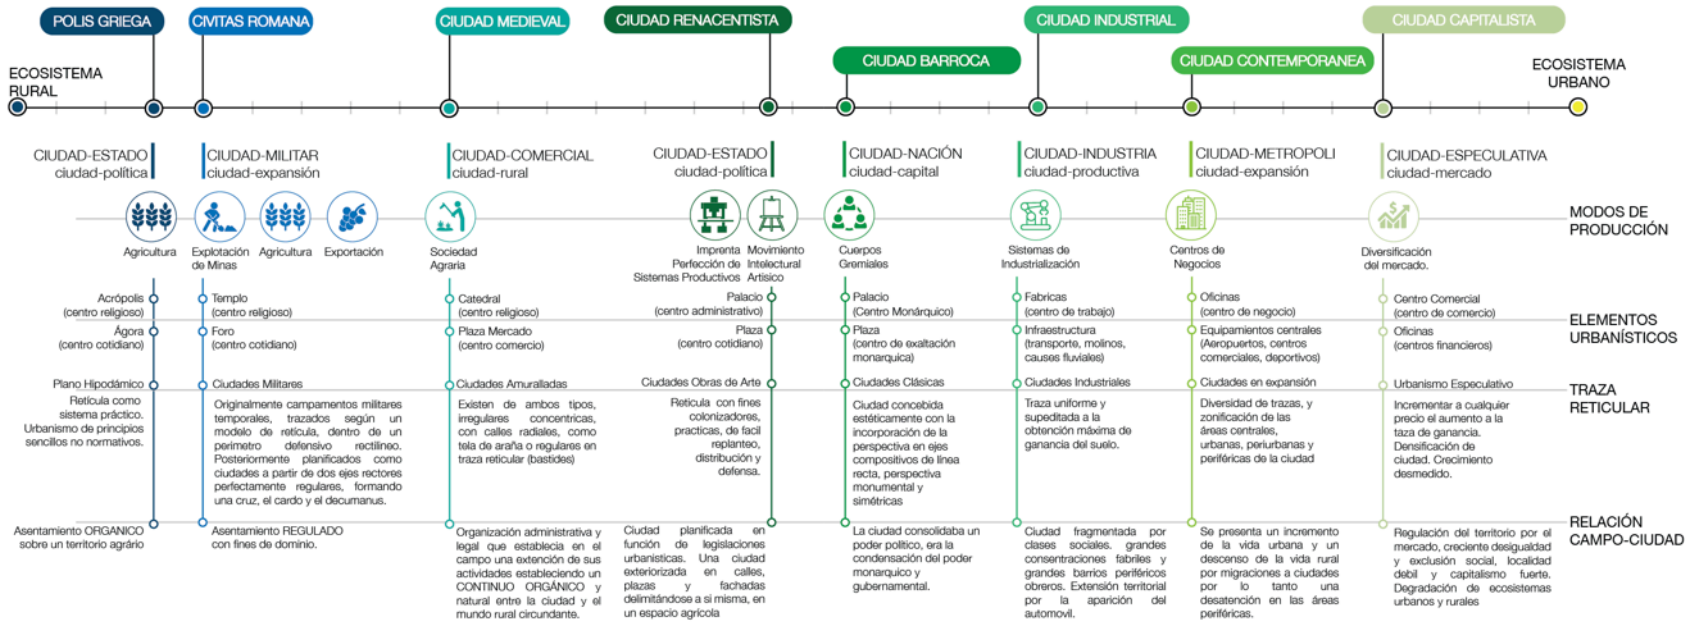 POLIS GRIEGA
CIVITAS ROMANA
CIUDAD MEDIEVAL
CIUDAD RENACENTISTA
CIUDAD BARROCA
CIUDAD INDUSTRIAL
CIUDAD CONTEMPORANEA
CIUDAD CAPITALISTA
ECOSISTEMA
RURAL
ECOSISTEMA
URBANO
CIUDAD-ESTADO
ciudad-política
CIUDAD-MILITAR
ciudad-expansión
CIUDAD-COMERCIAL
ciudad-rural
CIUDAD-ESTADO
ciudad-política
CIUDAD-NACIÓN
ciudad-capital
CIUDAD-INDUSTRIA
ciudad-productiva
CIUDAD-METROPOLI
ciudad-expansión
CIUDAD-ESPECULATIVA
ciudad-mercado
MODOS DE
PRODUCCIÓN
Agricultura
Explotación
de Minas
Agricultura
Exportación
Sociedad
Agraria
Imprenta
Perfección de
Sistemas Productivos
Movimiento
Intelectural
Artisico
Cuerpos
Gremiales
Sistemas de
Industrialización
Centros de
Negocios
$
Diversificación
del mercado.
ELEMENTOS
URBANÍSTICOS
Acrópolis
(centro religioso)
Ágora
(centro cotidiano)
Templo
(centro religioso)
Foro
(centro cotidiano)
Catedral
(centro religioso)
Plaza Mercado
(centro comercio)
Palacio
(centro administrativo)
Plaza
(centro cotidiano)
Palacio
(Centro Monárquico)
Plaza
(centro de exaltación
monarquica)
Fabricas
(centro de trabajo)
Infraestructura
(transporte, molinos,
causes fluviales)
Oficinas
(centro de negocio)
Equipamientos centrales
(Aeropuertos, centros
comerciales, deportivos)
Centro Comercial
(centro de comercio)
Oficinas
(centros financieros)
TRAZA
RETICULAR
Plano Hipodámico
Retícula como
sistema práctico.
Urbanismo de principios
sencillos no normativos.
Ciudades Militares
Originalmente campamentos militares
temporales, trazados según un
modelo de retícula, dentro de un
perimetro defensivo rectilineo.
Posteriormente planificados como
ciudades a partir de dos ejes rectores
perfectamente regulares, formando
una cruz, el cardo y el decumanus.
Ciudades Amuralladas
Existen de ambos tipos,
irregulares concentricas,
con calles radiales, como
tela de araña o regulares en
traza reticular (bastides)
Ciudades Obras de Arte
Reticula con fines
colonizadores,
practicas, de facil
replanteo,
distribución y
defensa.
Ciudades Clásicas
Ciudad concebida
estéticamente con la
incorporación de la
perspectiva en ejes
compositivos de línea
recta, perspectiva
monumental y
simétricas
Ciudades Industriales
Traza uniforme y
supeditada a la
obtención máxima de
ganancia del suelo.
Ciudades en expansión
Diversidad de trazas, y
zonificación de las
áreas centrales,
urbanas, periurbanas y
periféricas de la ciudad
Urbanismo Especulativo
Incrementar a cualquier
precio el aumento a la
taza de ganancia.
Densificación de
ciudad. Crecimiento
desmedido.
RELACIÓN
CAMPO-CIUDAD
Asentamiento ORGANICO
sobre un territorio agrário
Asentamiento REGULADO
con fines de dominio.
Organización administrativa y
legal que establecia en el
campo una extención de sus
actividades estableciendo un
CONTINUO ORGÁNICO y
natural entre la ciudad y el
mundo rural circundante.
Ciudad planificada en
función de legislaciones
urbanisticas. Una ciudad
exteriorizada en calles,
plazas y fachadas
delimitándose a si misma, en
un espacio agrícola
La ciudad consolidaba un
poder político, era la
condensación del poder
monarquico y
gubernamental.
Ciudad fragmentada por
clases sociales. grandes
concentraciones fabriles y
grandes barrios periféricos
obreros. Extensión territorial
por la aparición del
automovil.
Se presenta un incremento
de la vida urbana y un
descenso de la vida rural
por migraciones a ciudades
por lo tanto una
desatención en las áreas
periféricas.
Regulación del territorio por el
mercado, creciente desigualdad
y exclusión social, localidad
debil y capitalismo fuerte.
Degradación de ecosistemas
urbanos y rurales